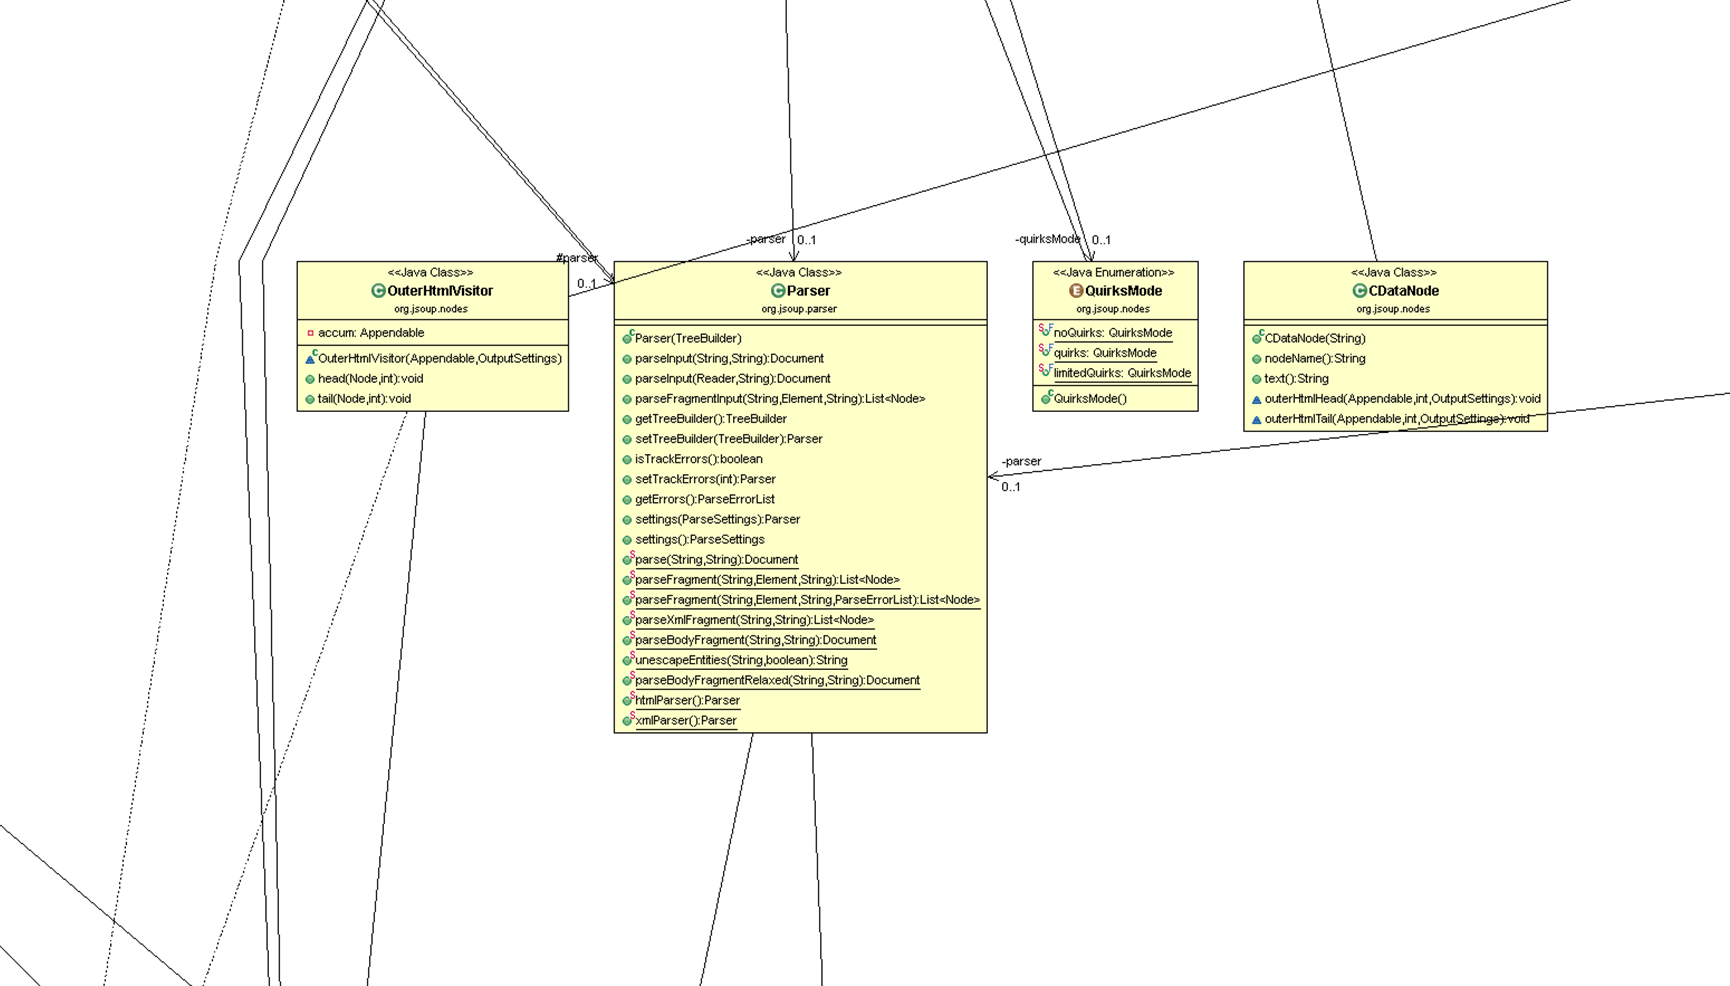 -parser
0..1
-quirksMode
0..1
#parser
0..1
<<Java Class>>
OuterHtmlVisitor
org.jsoup.nodes
accum: Appendable
OuterHtmlVisitor(Appendable,OutputSettings)
head(Node,int):void
tail(Node,int):void
<<Java Class>>
Parser
org.jsoup.parser
Parser(TreeBuilder)
parseInput(String,String):Document
parseInput(Reader,String):Document
parseFragmentInput(String,Element,String):List<Node>
getTreeBuilder():TreeBuilder
setTreeBuilder(TreeBuilder):Parser
isTrackErrors():boolean
setTrackErrors(int):Parser
getErrors():ParseErrorList
settings(ParseSettings):Parser
settings():ParseSettings
parse(String,String):Document
parseFragment(String,Element,String):List<Node>
parseFragment(String,Element,String,ParseErrorList):List<Node>
parseXmlFragment(String,String):List<Node>
parseBodyFragment(String,String):Document
unescapeEntities(String,boolean):String
parseBodyFragmentRelaxed(String,String):Document
htmlParser():Parser
xmlParser():Parser
<<Java Enumeration>>
QuirksMode
org.jsoup.nodes
noQuirks: QuirksMode
quirks: QuirksMode
limitedQuirks: QuirksMode
QuirksMode()
<<Java Class>>
CDataNode
org.jsoup.nodes
CDataNode(String)
nodeName():String
text():String
outerHtmlHead(Appendable,int,OutputSettings):void
outerHtmlTail(Appendable,int,OutputSettings):void
-parser
0..1